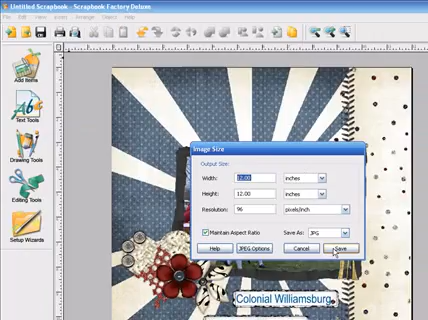 Untitled Scrapbook - Scrapbook Factory Deluxe
File Edit View Insert Arrange Object Help
Add Items
Text Tools
Drawing Tools
Editing Tools
Setup Wizards
Image Size
Output Size:
Width: 12.00 inches
Height: 12.00 inches
Resolution: 96 pixels/inch
Maintain Aspect Ratio Save As: JPG
Help JPEG Options Cancel Save
Colonial Williamsburg